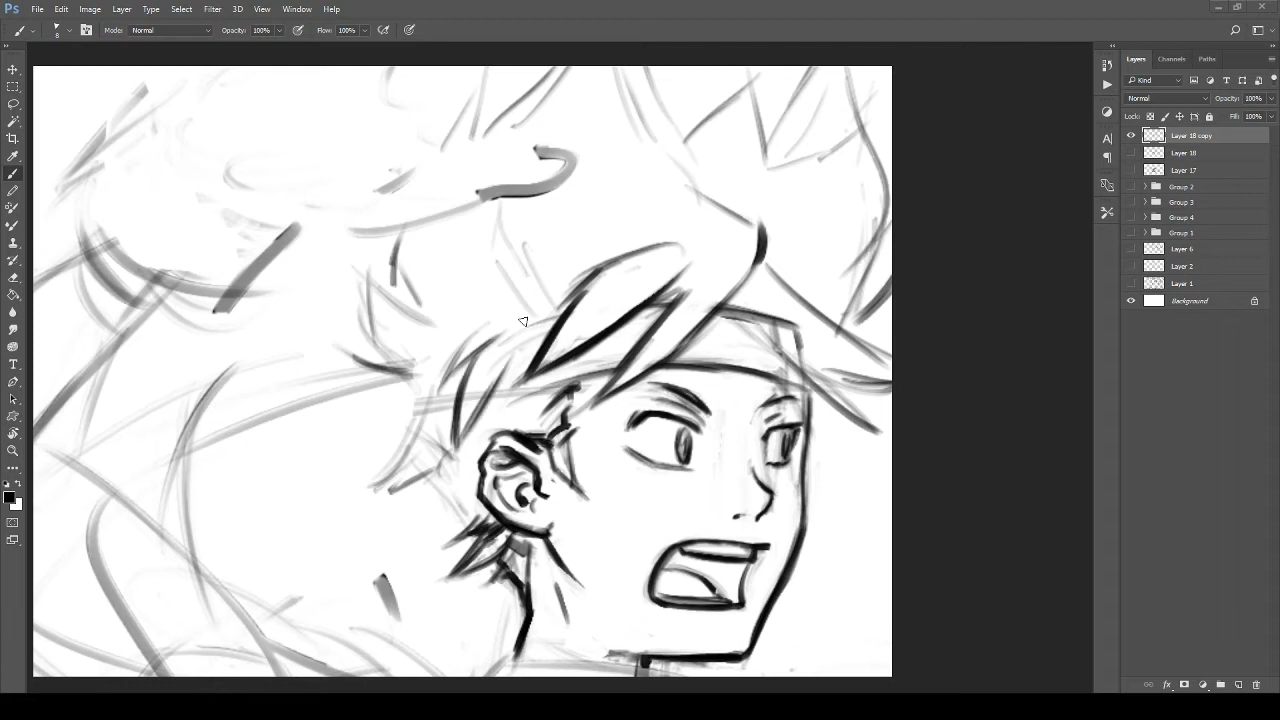 Ps File Edit Image Layer Type Select Filter 3D View Window Help
8 Mode: Normal Opacity: 100% Flow: 100%
Layers Channels Paths
Kind
Normal Opacity: 100%
Lock: Fill: 100%
Layer 18 copy
Layer 18
Layer 17
Group 2
Group 3
Group 4
Group 1
Layer 6
Layer 2
Layer 1
Background